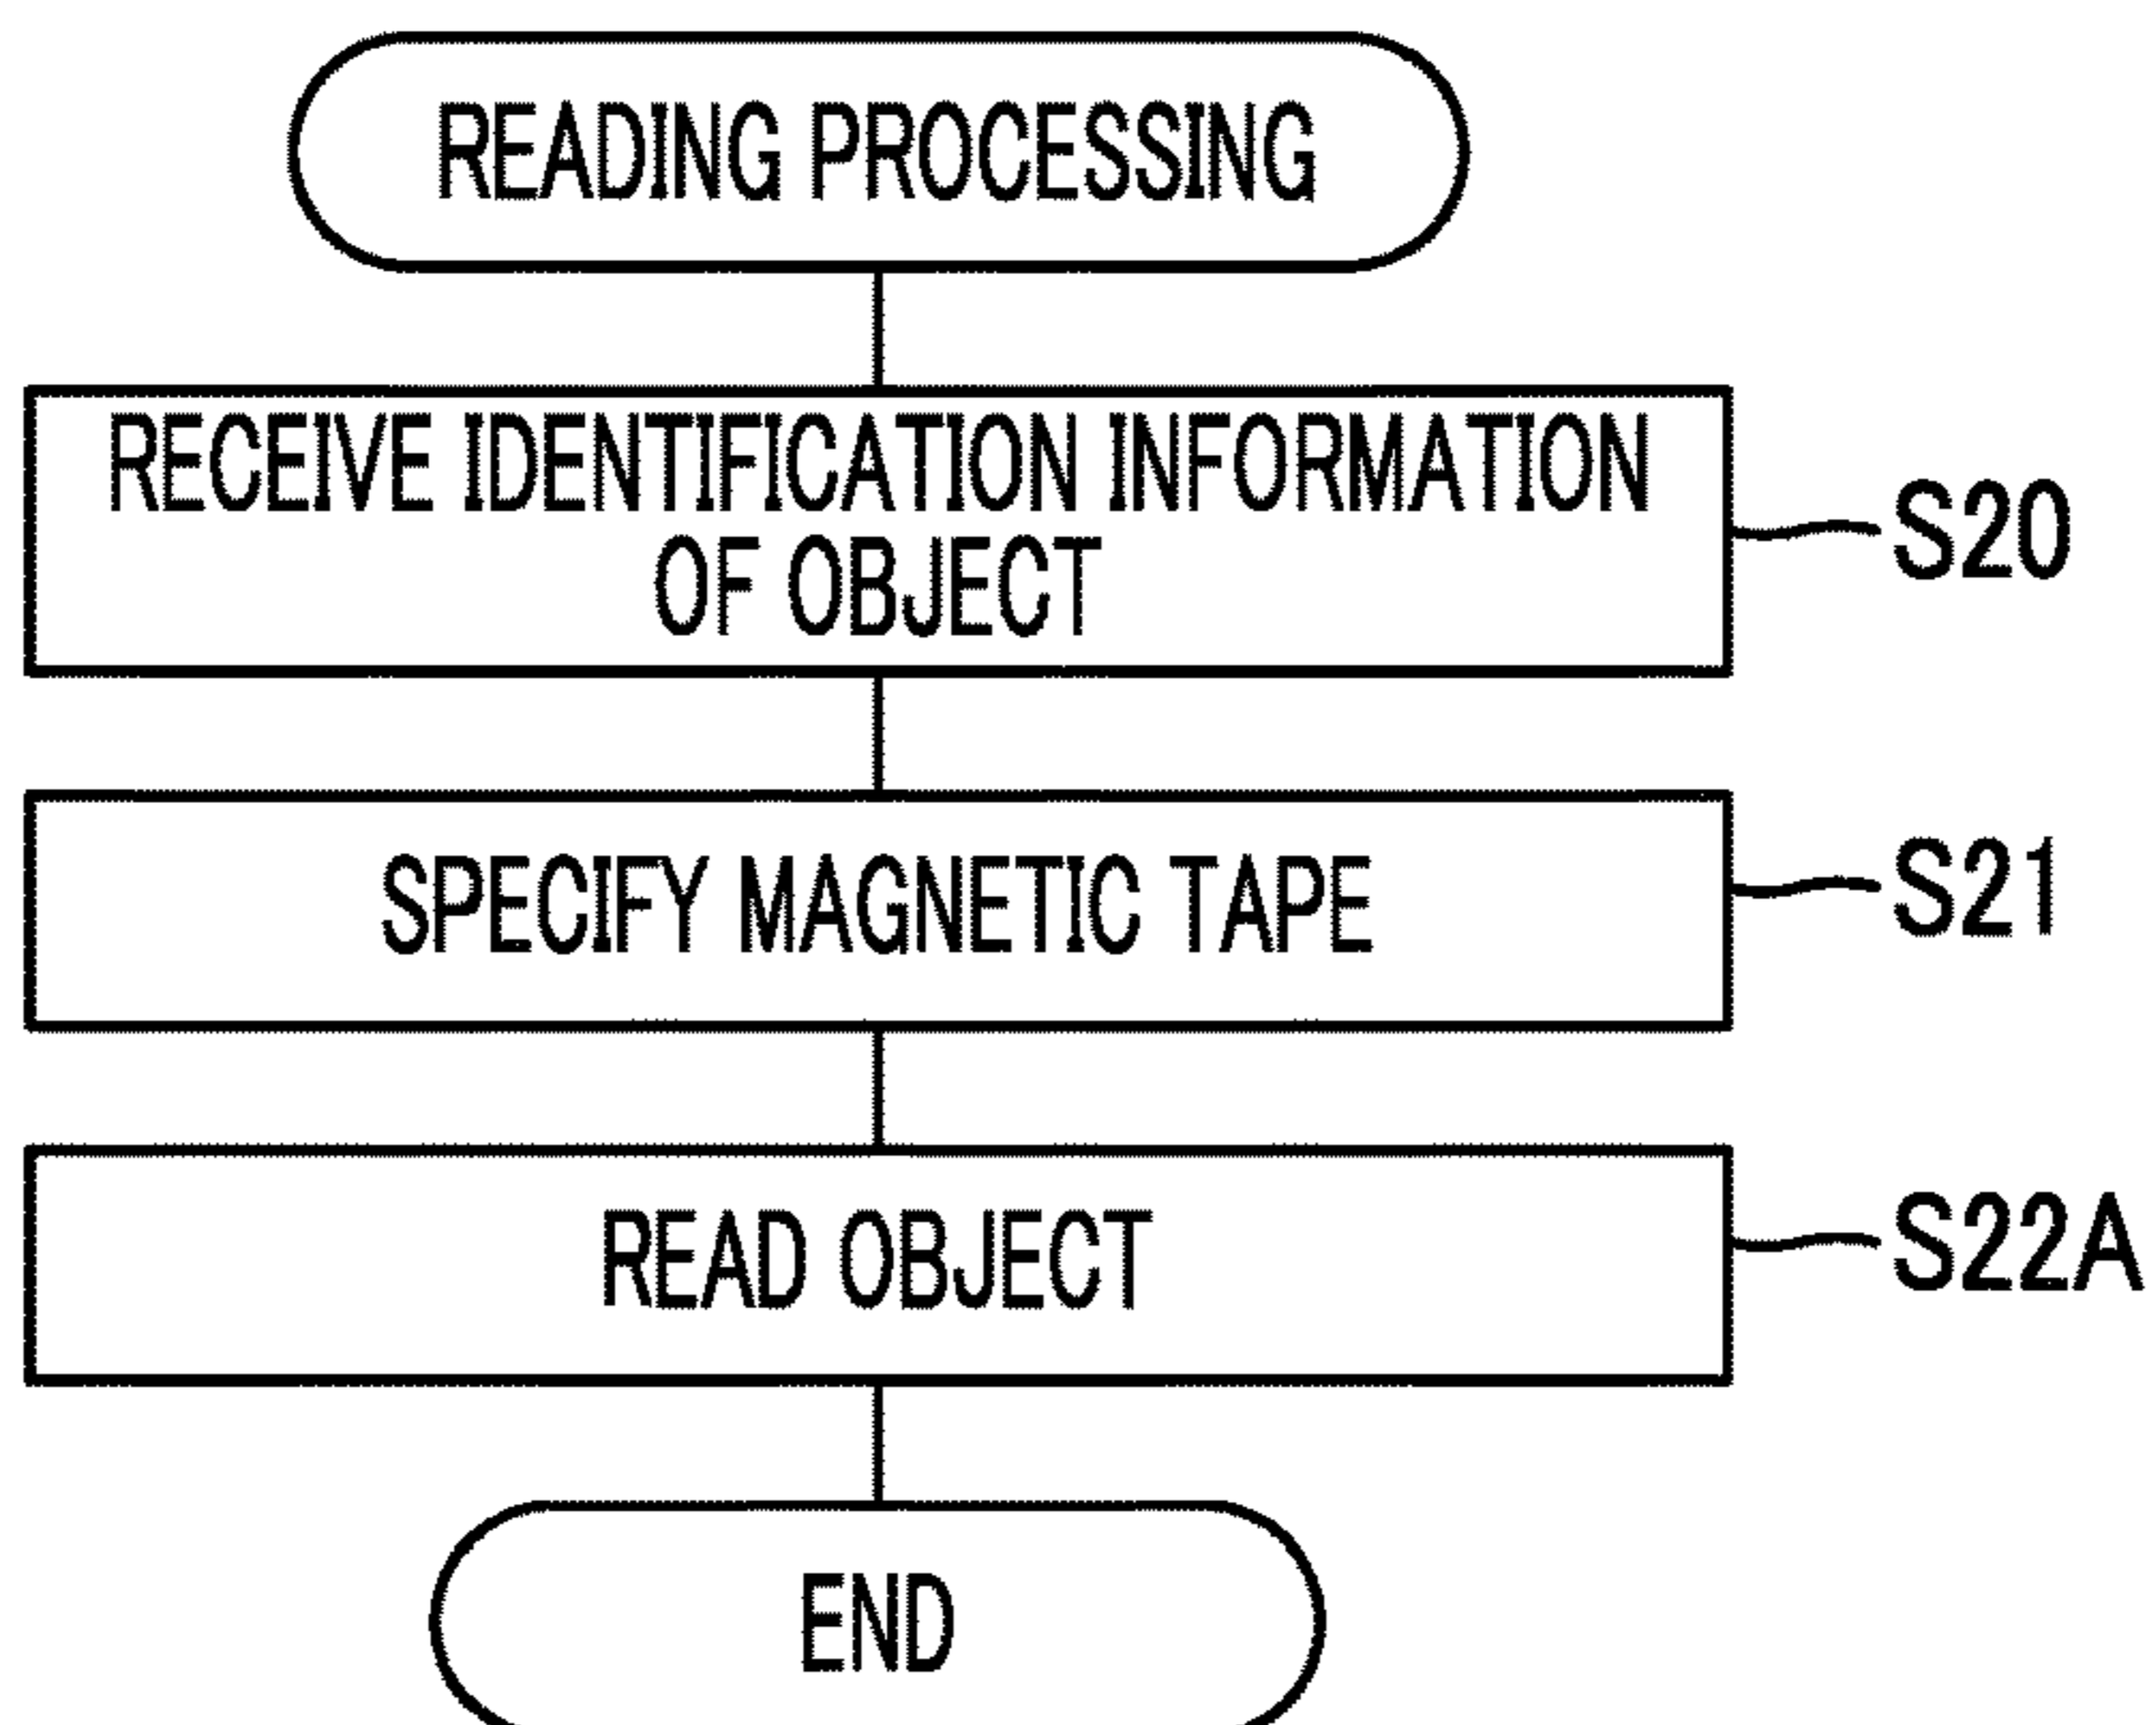 READING PROCESSING
RECEIVE IDENTIFICATION INFORMATION
OF OBJECT
S20
SPECIFY MAGNETIC TAPE
S21
READ OBJECT
S22A
END